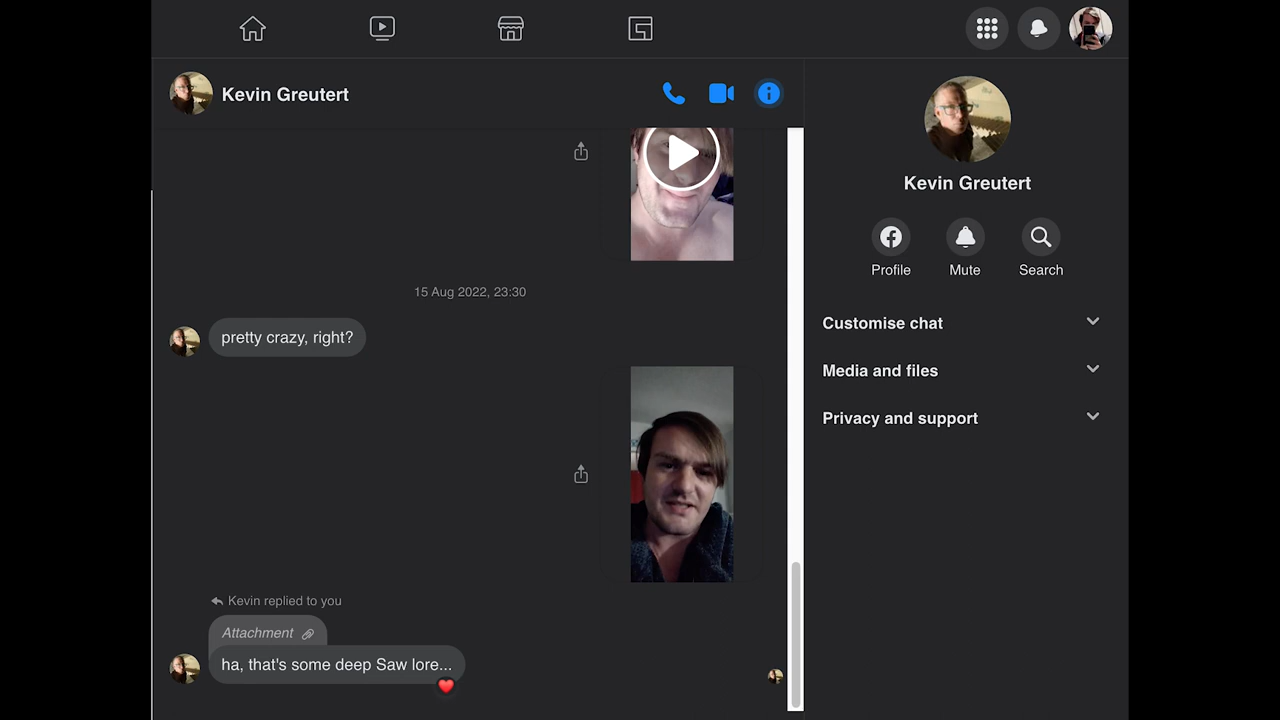 Kevin Greutert
15 Aug 2022, 23:30
pretty crazy, right?
Kevin replied to you
Attachment
ha, that's some deep Saw lore...
Kevin Greutert
Profile
Mute
Search
Customise chat
Media and files
Privacy and support